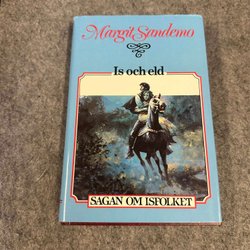 Margit Sandemo
Is och eld
SAGAN OM ISFOLKET